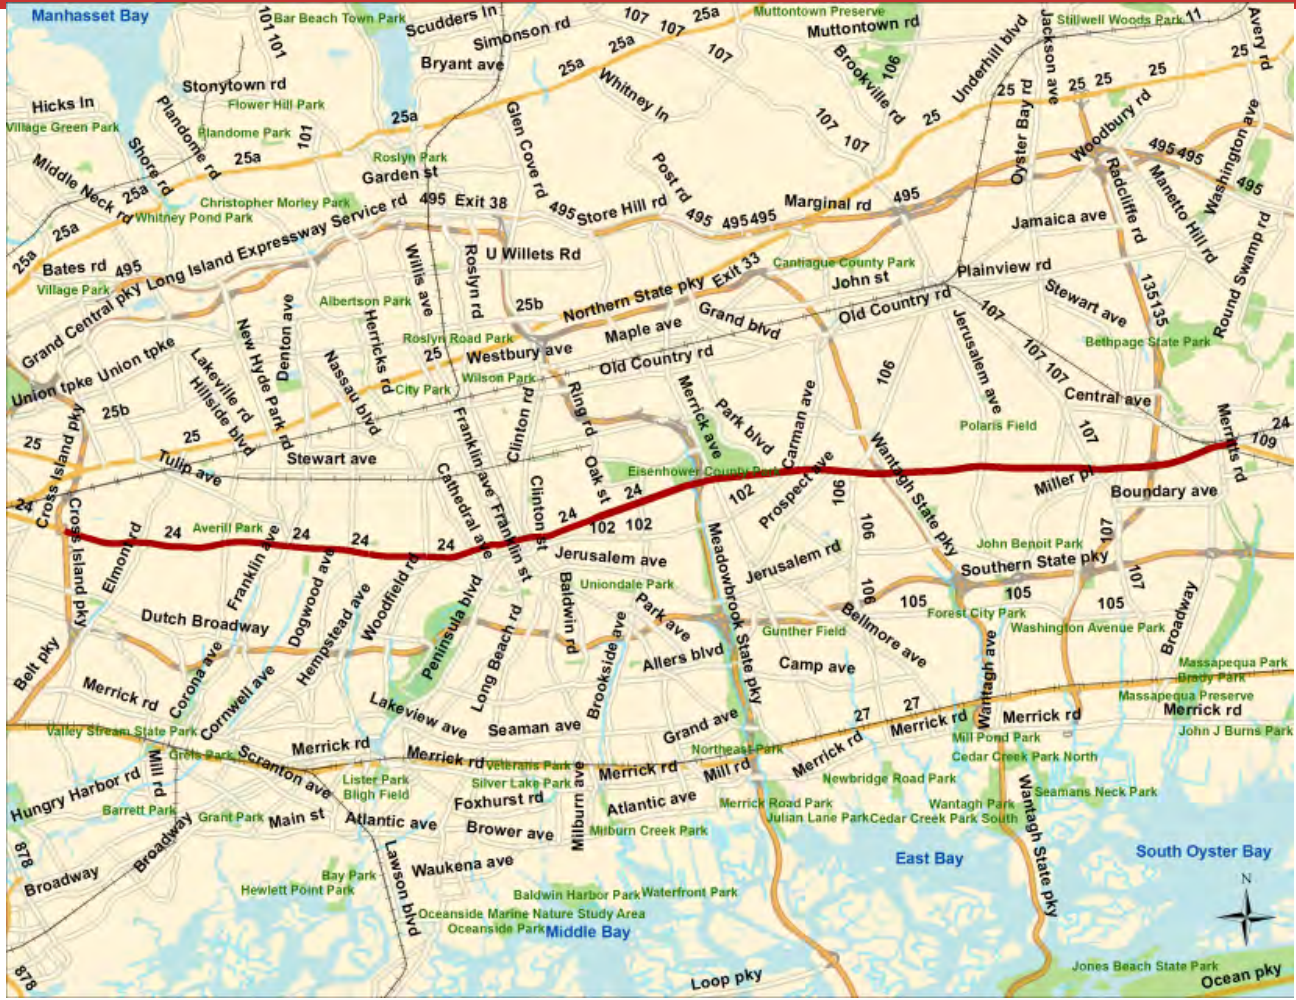 Manhasset Bay
101
101
Bar Beach Town Park
Scudders ln
Simonson rd
107
107
25a
107
Muttontown Preserve
Muttontown rd
Stillwell Woods Park
11
Avery rd
Jackson ave
Underhill blvd
Bryant ave
25a
25a
Brookville rd
106
25
25
25
25
25
Stonytown rd
Whitney ln
Hicks ln
Flower Hill Park
Plandome rd
Village Green Park
Plandome Park
101
25a
Glen Cove rd
107
107
25
Oyster Bay rd
Woodbury rd
Washington ave
495
495
Shore rd
25a
Roslyn Park
Garden st
Post rd
Middle Neck rd
25a
Christopher Morley Park
Whitney Pond Park
495
Exit 38
495
Store Hill rd
495
495
495
Marginal rd
495
Radcliffe rd
Manetto Hill rd
495
Jamaica ave
25a
25a
Long Island Expressway Service rd
U Willets Rd
Round Swamp rd
Bates rd
495
Village Park
Grand Central pky
Willis ave
Roslyn rd
Exit 33
Cantiague County Park
John st
Plainview rd
Albertson Park
25b
Northern State pky
Grand blvd
Old Country rd
107
Stewart ave
135
135
Denton ave
Herricks rd
New Hyde Park rd
Roslyn Road Park
Maple ave
Bethpage State Park
Union tpke
Union tpke
Lakeville rd
Hillside blvd
Nassau blvd
25
Westbury ave
Old Country rd
Jerusalem ave
107
107
City Park
Wilson Park
106
Central ave
25b
Clinton rd
Ring rd
Merrick ave
Park blvd
Carman ave
Polaris Field
107
Merritts rd
24
109
25
25
Franklin ave
Cross Island pky
Tulip ave
Stewart ave
Cathedral ave
Oak st
Eisenhower County Park
Prospect ave
Wantagh State pky
Miller pl
Boundary ave
24
Clinton st
24
24
102
106
Averill Park
24
24
24
24
Franklin st
102
102
106
107
Cross Island pky
Elmont rd
Franklin ave
Dogwood ave
Jerusalem ave
Meadowbrook State pky
Jerusalem rd
John Benoit Park
Southern State pky
Hempstead ave
Woodfield rd
Peninsula blvd
Baldwin rd
Uniondale Park
106
105
105
105
107
Broadway
Dutch Broadway
Long Beach rd
Park ave
Gunther Field
Bellmore ave
Forest City Park
Washington Avenue Park
Belt pky
Corona ave
Cornwell ave
Brookside ave
Allers blvd
Camp ave
Wantagh ave
Massapequa Park
Brady Park
Merrick rd
Lakeview ave
Seaman ave
Grand ave
27
27
Merrick rd
Merrick rd
Massapequa Preserve
Merrick rd
Valley Stream State Park
Merrick rd
Merrick rd
Northeast Park
Merrick rd
Mill Pond Park
John J Burns Park
Mill rd
Greis Park
Scranton ave
Veterans Park
Merrick rd
Mill rd
Cedar Creek Park North
Hungry Harbor rd
Lister Park
Bligh Field
Silver Lake Park
Milburn ave
Newbridge Road Park
Seamans Neck Park
Barrett Park
Grant Park
Main st
Atlantic ave
Foxhurst rd
Brower ave
Atlantic ave
Merrick Road Park
Wantagh Park
Wantagh State pky
Milburn Creek Park
Julian Lane Park
Cedar Creek Park South
878
Broadway
Broadway
Lawson blvd
Waukena ave
East Bay
South Oyster Bay
Bay Park
Hewlett Point Park
Baldwin Harbor Park
Waterfront Park
N
Oceanside Marine Nature Study Area
Oceanside Park
Middle Bay
878
Loop pky
Jones Beach State Park
Ocean pky